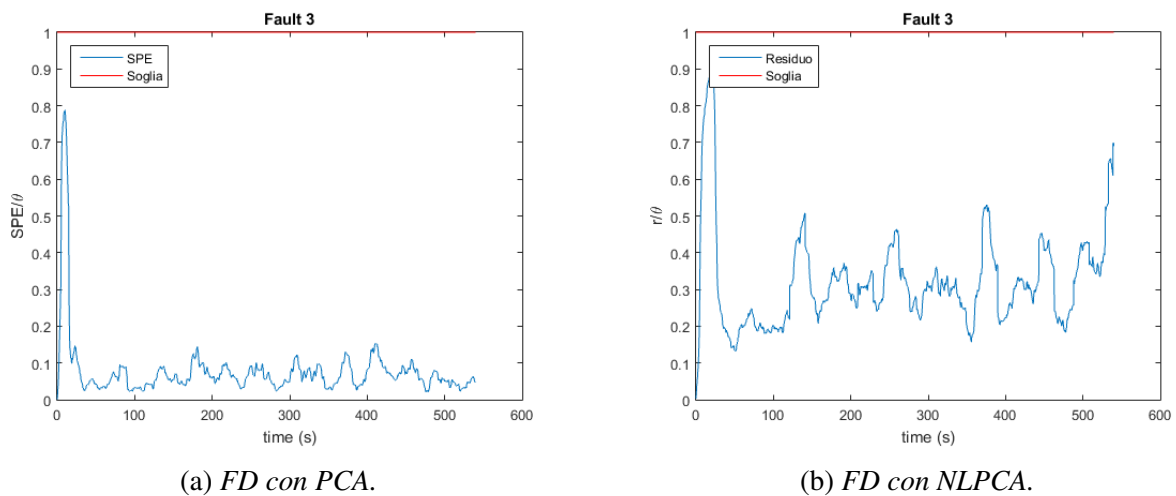 Fault 3
1
0.9
0.8
0.7
0.6
0.5
0.4
0.3
0.2
0.1
0
SPE/θ
SPE
Soglia
0 100 200 300 400 500 600
time (s)
(a) FD con PCA.
Fault 3
1
0.9
0.8
0.7
0.6
0.5
0.4
0.3
0.2
0.1
0
r/θ
Residuo
Soglia
0 100 200 300 400 500 600
time (s)
(b) FD con NLPCA.